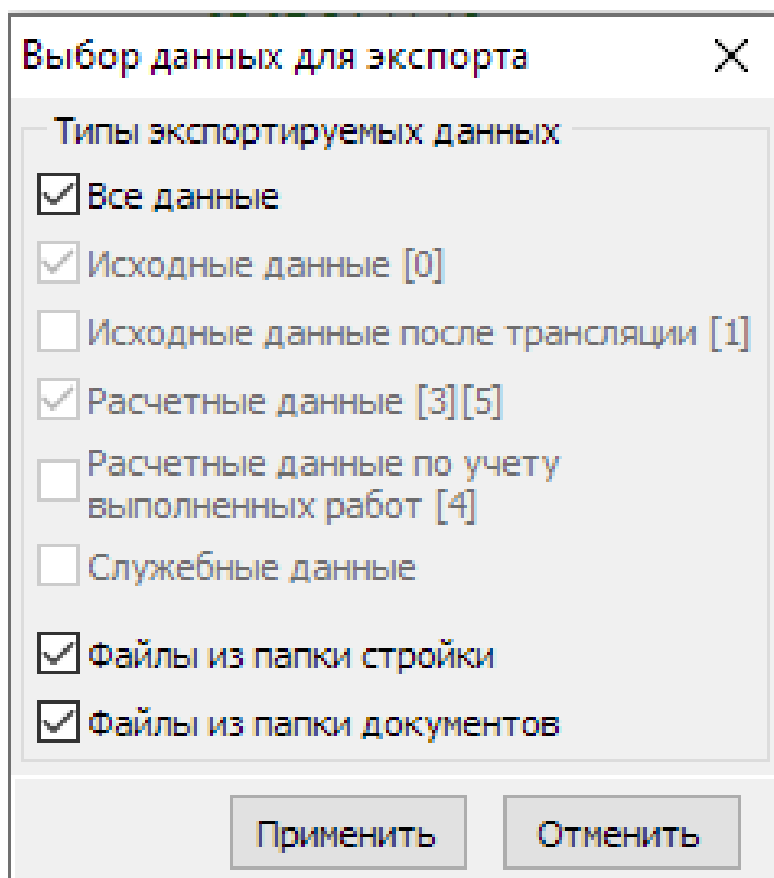 Выбор данных для экспорта
Типы экспортируемых данных
Все данные
Исходные данные [0]
Исходные данные после трансляции [1]
Расчетные данные [3][5]
Расчетные данные по учету
выполненных работ [4]
Служебные данные
Файлы из папки стройки
Файлы из папки документов
Применить
Отменить